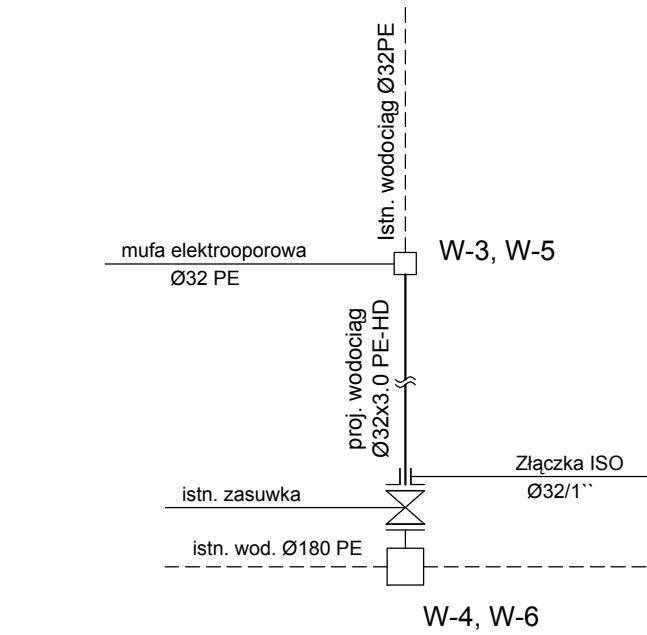 Istn. wodociąg Ø32PE
mufa elektrooporowa
Ø32 PE
W-3, W-5
proj. wodociąg
Ø32x3.0 PE-HD
Złączka ISO
Ø32/1``
istn. zasuwka
istn. wod. Ø180 PE
W-4, W-6